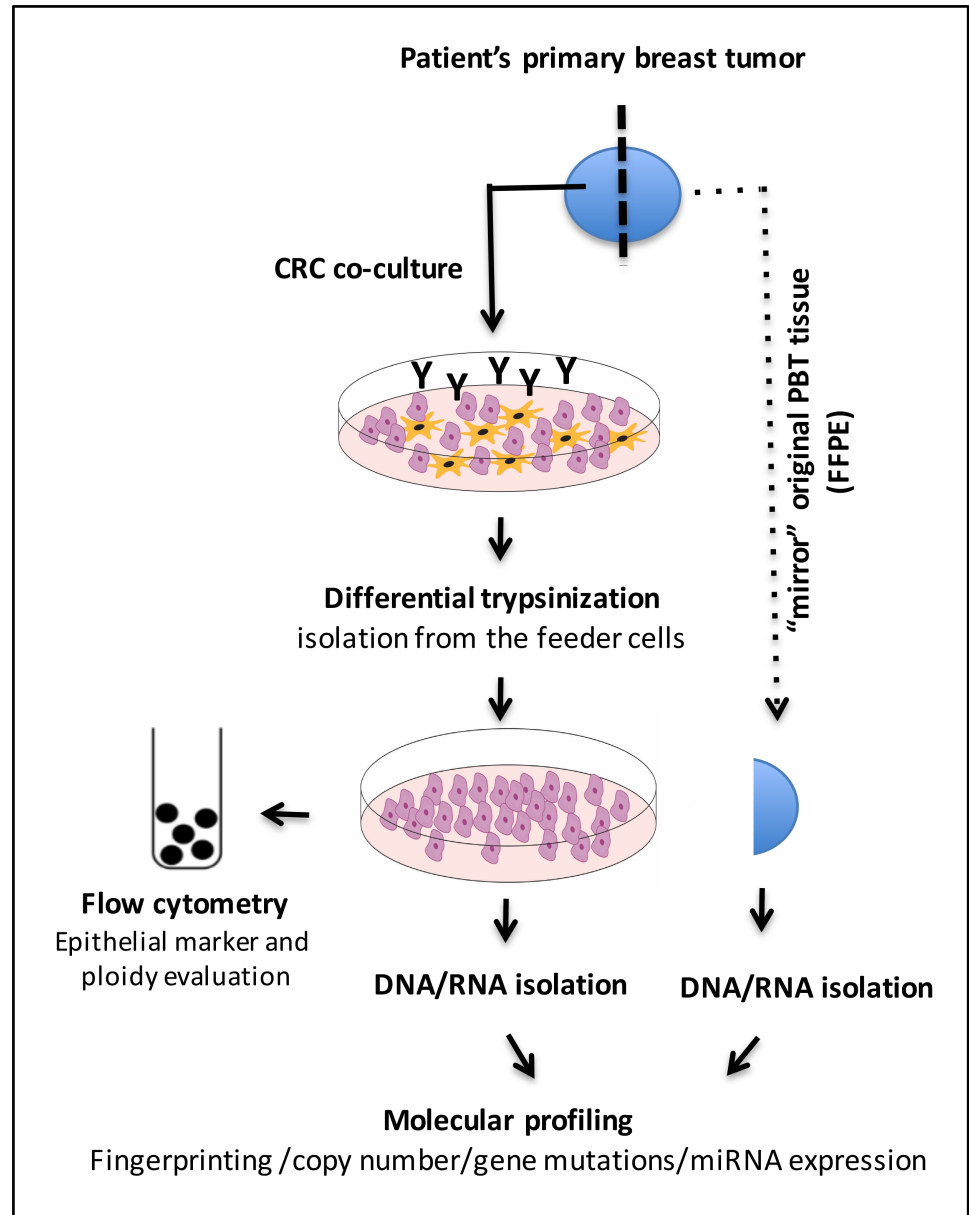 Patient’s primary breast tumor
CRC co-culture
“mirror” original PBT tissue
(FFPE)
Y Y Y Y Y
Differential trypsinization
isolation from the feeder cells
Flow cytometry
Epithelial marker and
ploidy evaluation
DNA/RNA isolation
DNA/RNA isolation
Molecular profiling
Fingerprinting /copy number/gene mutations/miRNA expression